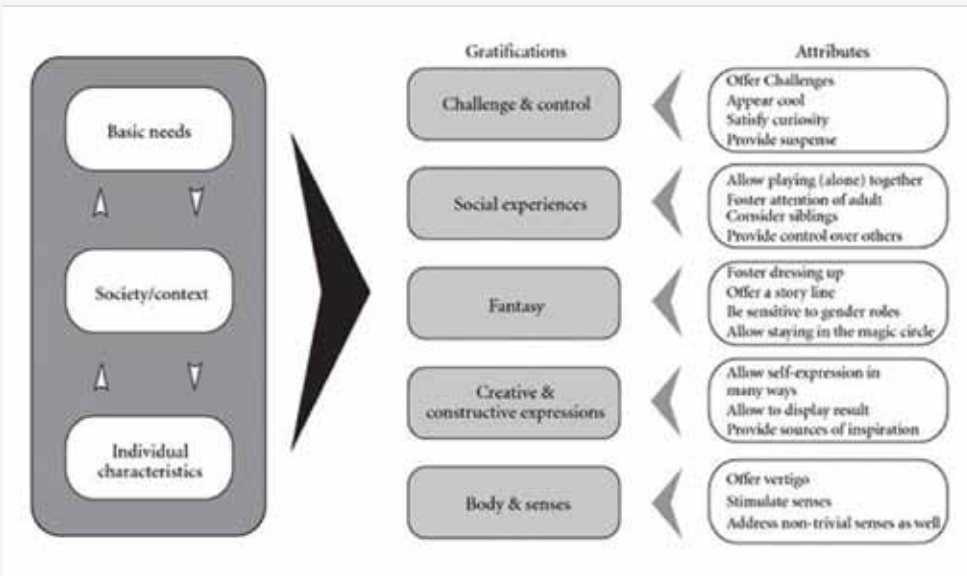 Gratifications
Attributes
Basic needs
Society/context
Individual
characteristics
Challenge & control
Offer Challenges
Appear cool
Satisfy curiosity
Provide suspense
Social experiences
Allow playing (alone) together
Foster attention of adult
Consider siblings
Provide control over others
Fantasy
Foster dressing up
Offer a story line
Be sensitive to gender roles
Allow staying in the magic circle
Creative &
constructive expressions
Allow self-expression in
many ways
Allow to display result
Provide sources of inspiration
Body & senses
Offer vertigo
Stimulate senses
Address non-trivial senses as well